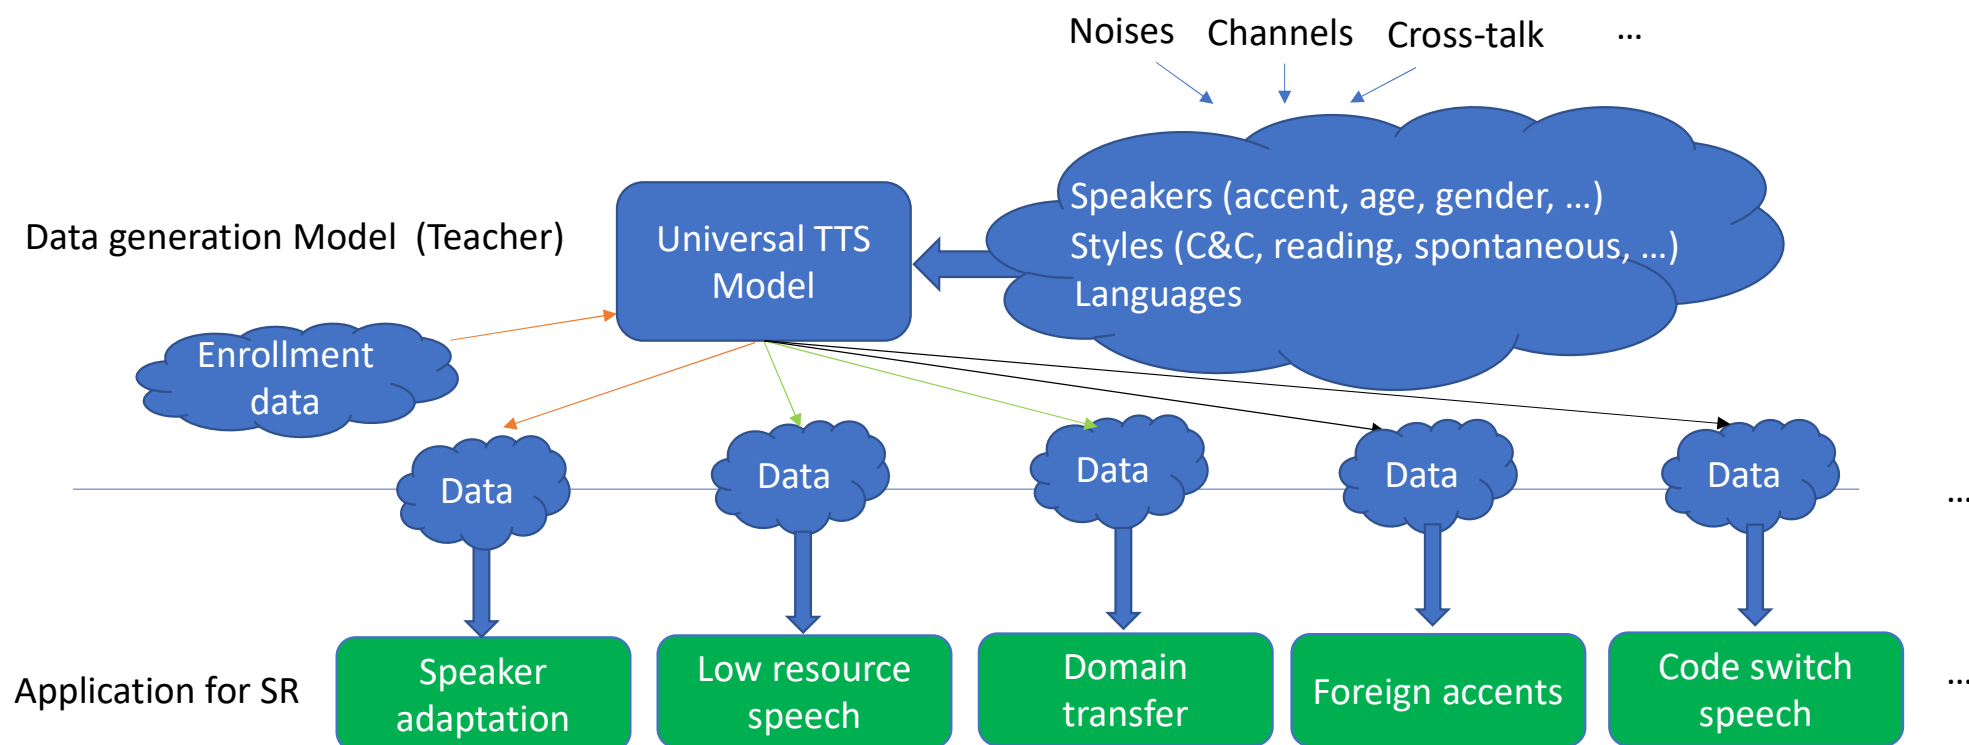 Noises Channels Cross-talk ...
Speakers (accent, age, gender, ...)
Styles (C&C, reading, spontaneous, ...)
Languages
Data generation Model (Teacher)
Universal TTS
Model
Enrollment
data
Data
Data
Data
Data
Data
...
Application for SR
Speaker
adaptation
Low resource
speech
Domain
transfer
Foreign accents
Code switch
speech
...